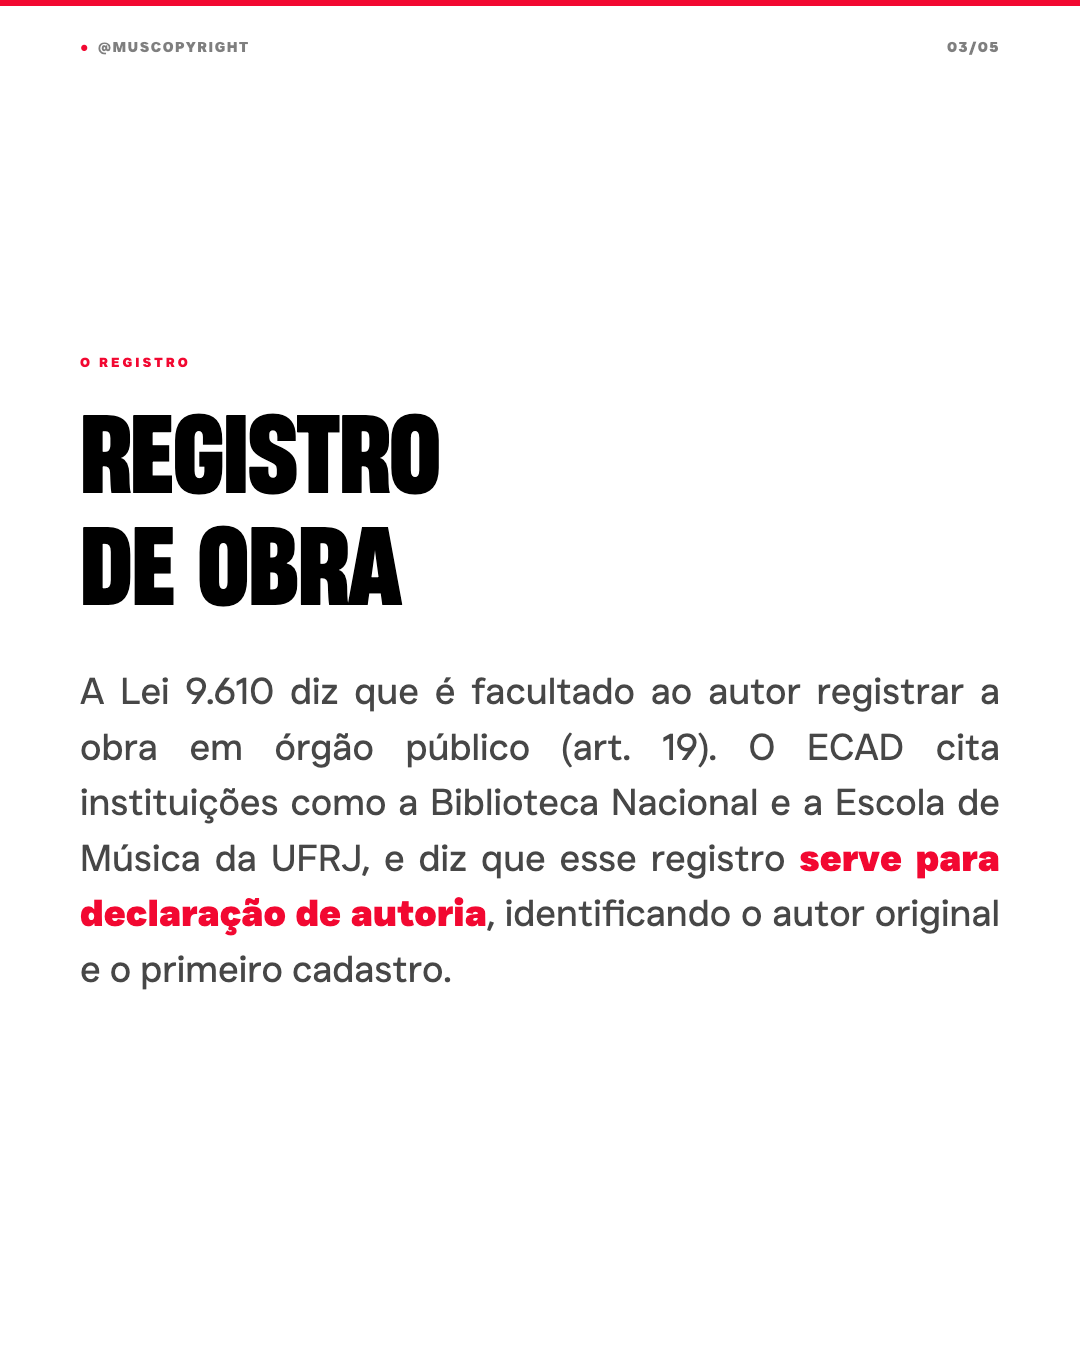 • @MUSCOPYRIGHT
03/05
O REGISTRO
REGISTRO
DE OBRA
A Lei 9.610 diz que é facultado ao autor registrar a
obra em órgão público (art. 19). O ECAD cita
instituições como a Biblioteca Nacional e a Escola de
Música da UFRJ, e diz que esse registro serve para
declaração de autoria, identificando o autor original
e o primeiro cadastro.